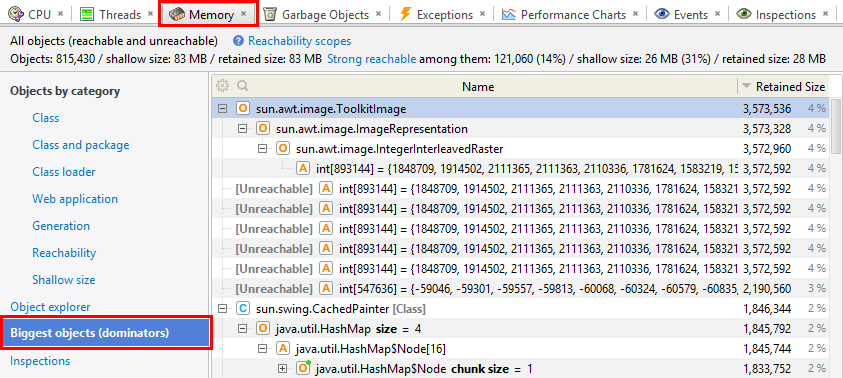 CPU × Threads × Memory × Garbage Objects × Exceptions × Performance Charts × Events × Inspections ×
All objects (reachable and unreachable) Reachability scopes
Objects: 815,430 / shallow size: 83 MB / retained size: 83 MB Strong reachable among them: 121,060 (14%) / shallow size: 26 MB (31%) / retained size: 28 MB
Objects by category
Class
Class and package
Class loader
Web application
Generation
Reachability
Shallow size
Object explorer
Biggest objects (dominators)
Inspections
Name Retained Size
O sun.awt.image.ToolkitImage 3,573,536 4 %
O sun.awt.image.ImageRepresentation 3,573,328 4 %
O sun.awt.image.IntegerInterleavedRaster 3,572,960 4 %
A int[893144] = {1848709, 1914502, 2111365, 2111363, 2110336, 1781624, 1583219, 15 3,572,592 4 %
[Unreachable] A int[893144] = {1848709, 1914502, 2111365, 2111363, 2110336, 1781624, 158321 3,572,592 4 %
[Unreachable] A int[893144] = {1848709, 1914502, 2111365, 2111363, 2110336, 1781624, 158321 3,572,592 4 %
[Unreachable] A int[893144] = {1848709, 1914502, 2111365, 2111363, 2110336, 1781624, 158321 3,572,592 4 %
[Unreachable] A int[893144] = {1848709, 1914502, 2111365, 2111363, 2110336, 1781624, 158321 3,572,592 4 %
[Unreachable] A int[893144] = {1848709, 1914502, 2111365, 2111363, 2110336, 1781624, 158321 3,572,592 4 %
[Unreachable] A int[547636] = {-59046, -59301, -59557, -59813, -60068, -60324, -60579, -60835, 2,190,560 3 %
C sun.swing.CachedPainter [Class] 1,846,344 2 %
O java.util.HashMap size = 4 1,845,792 2 %
A java.util.HashMap$Node[16] 1,845,744 2 %
O java.util.HashMap$Node chunk size = 1 1,833,752 2 %